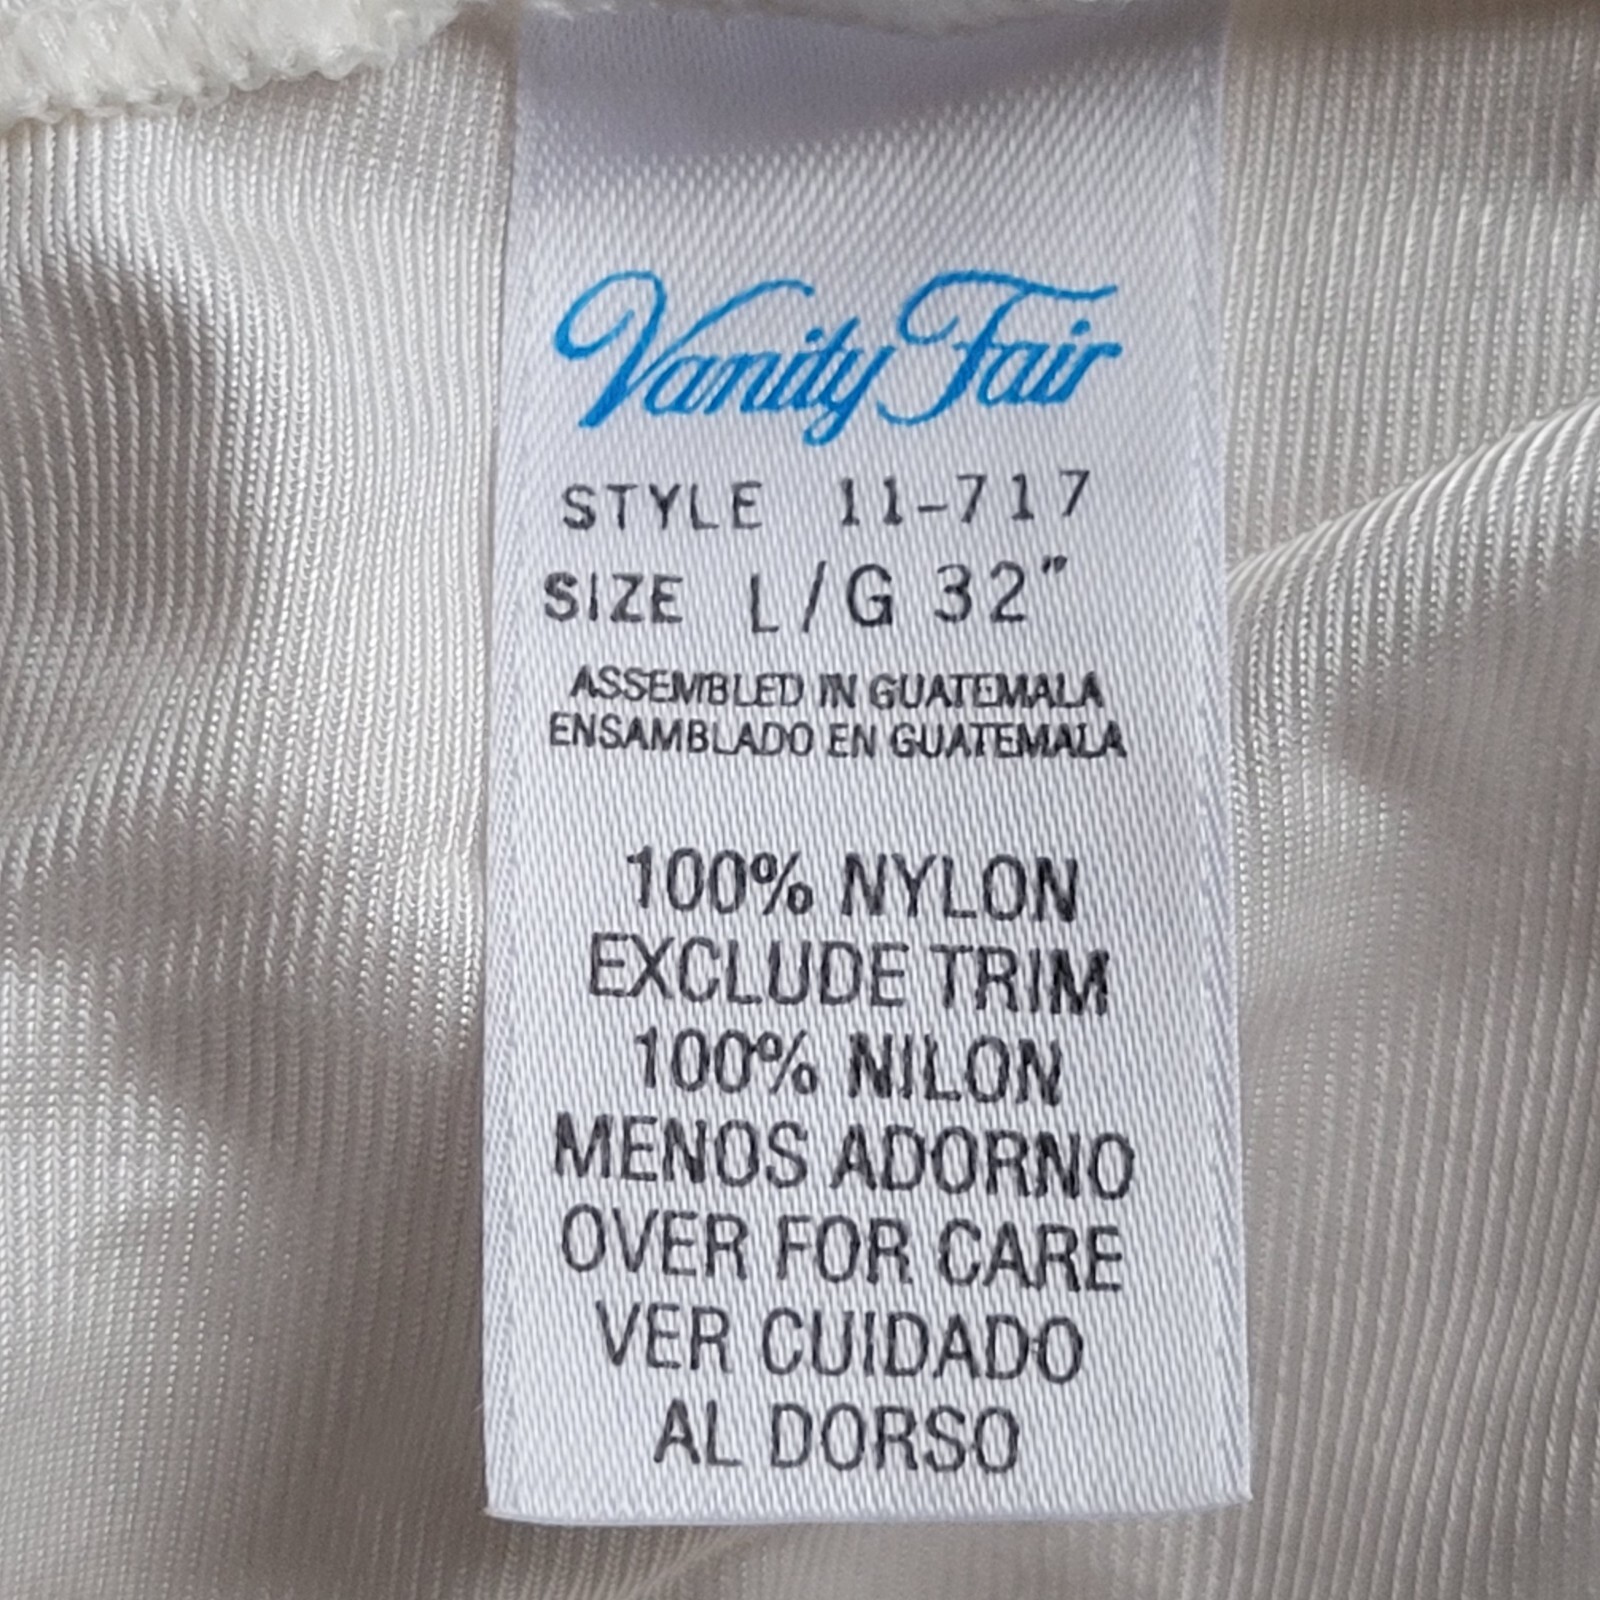 Vanity Fair
STYLE 11-717
SIZE L/G 32"
ASSEMBLED IN GUATEMALA
ENSAMBLADO EN GUATEMALA
100% NYLON
EXCLUDE TRIM
100% NILON
MENOS ADORNO
OVER FOR CARE
VER CUIDADO
AL DORSO